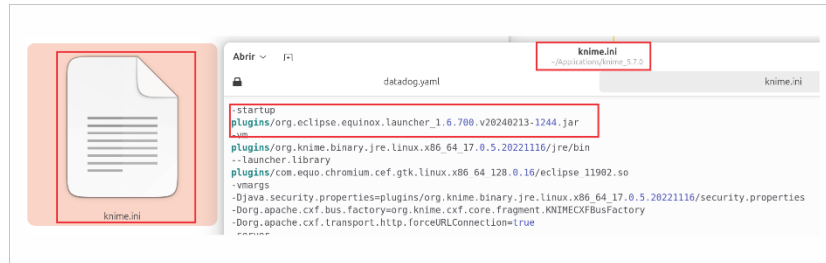 knime.ini
Abrir
knime.ini
~/Applications/knime_5.7.0
datadog.yaml
knime.ini
-startup
plugins/org.eclipse.equinox.launcher_1.6.700.v20240213-1244.jar
-vm
plugins/org.knime.binary.jre.linux.x86_64_17.0.5.20221116/jre/bin
--launcher.library
plugins/com.equo.chromium.cef.gtk.linux.x86_64_128.0.16/eclipse_11902.so
-vmargs
-Djava.security.properties=plugins/org.knime.binary.jre.linux.x86_64_17.0.5.20221116/security.properties
-Dorg.apache.cxf.bus.factory=org.knime.cxf.core.fragment.KNIMECXFBusFactory
-Dorg.apache.cxf.transport.http.forceURLConnection=true